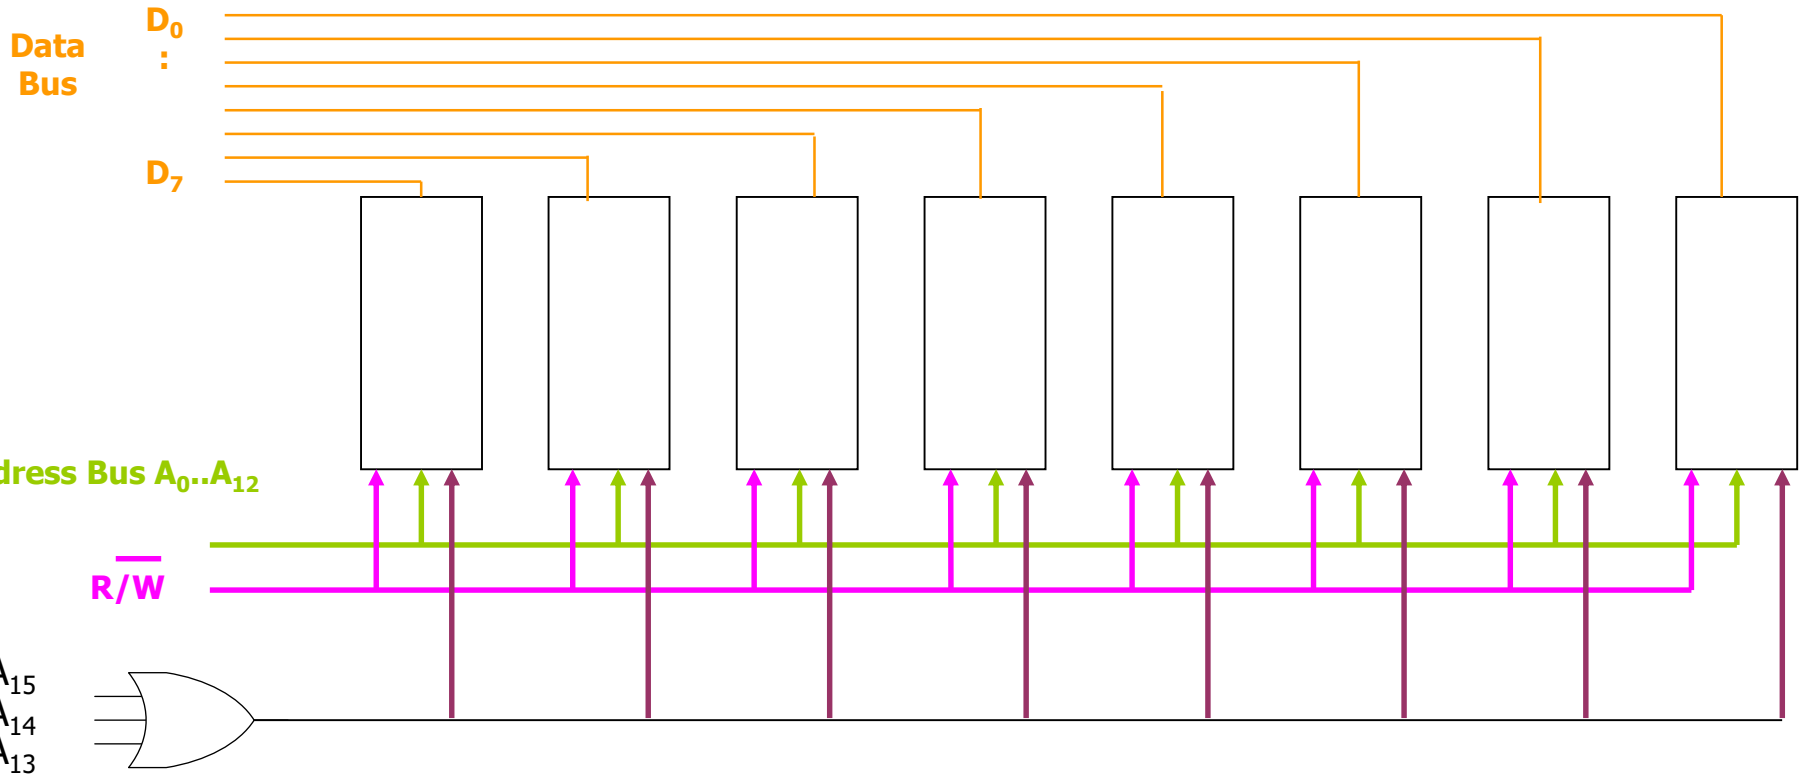 D₀
Data
Bus
:
D₇
dress Bus A₀..A₁₂
R/W̅
A₁₅
A₁₄
A₁₃